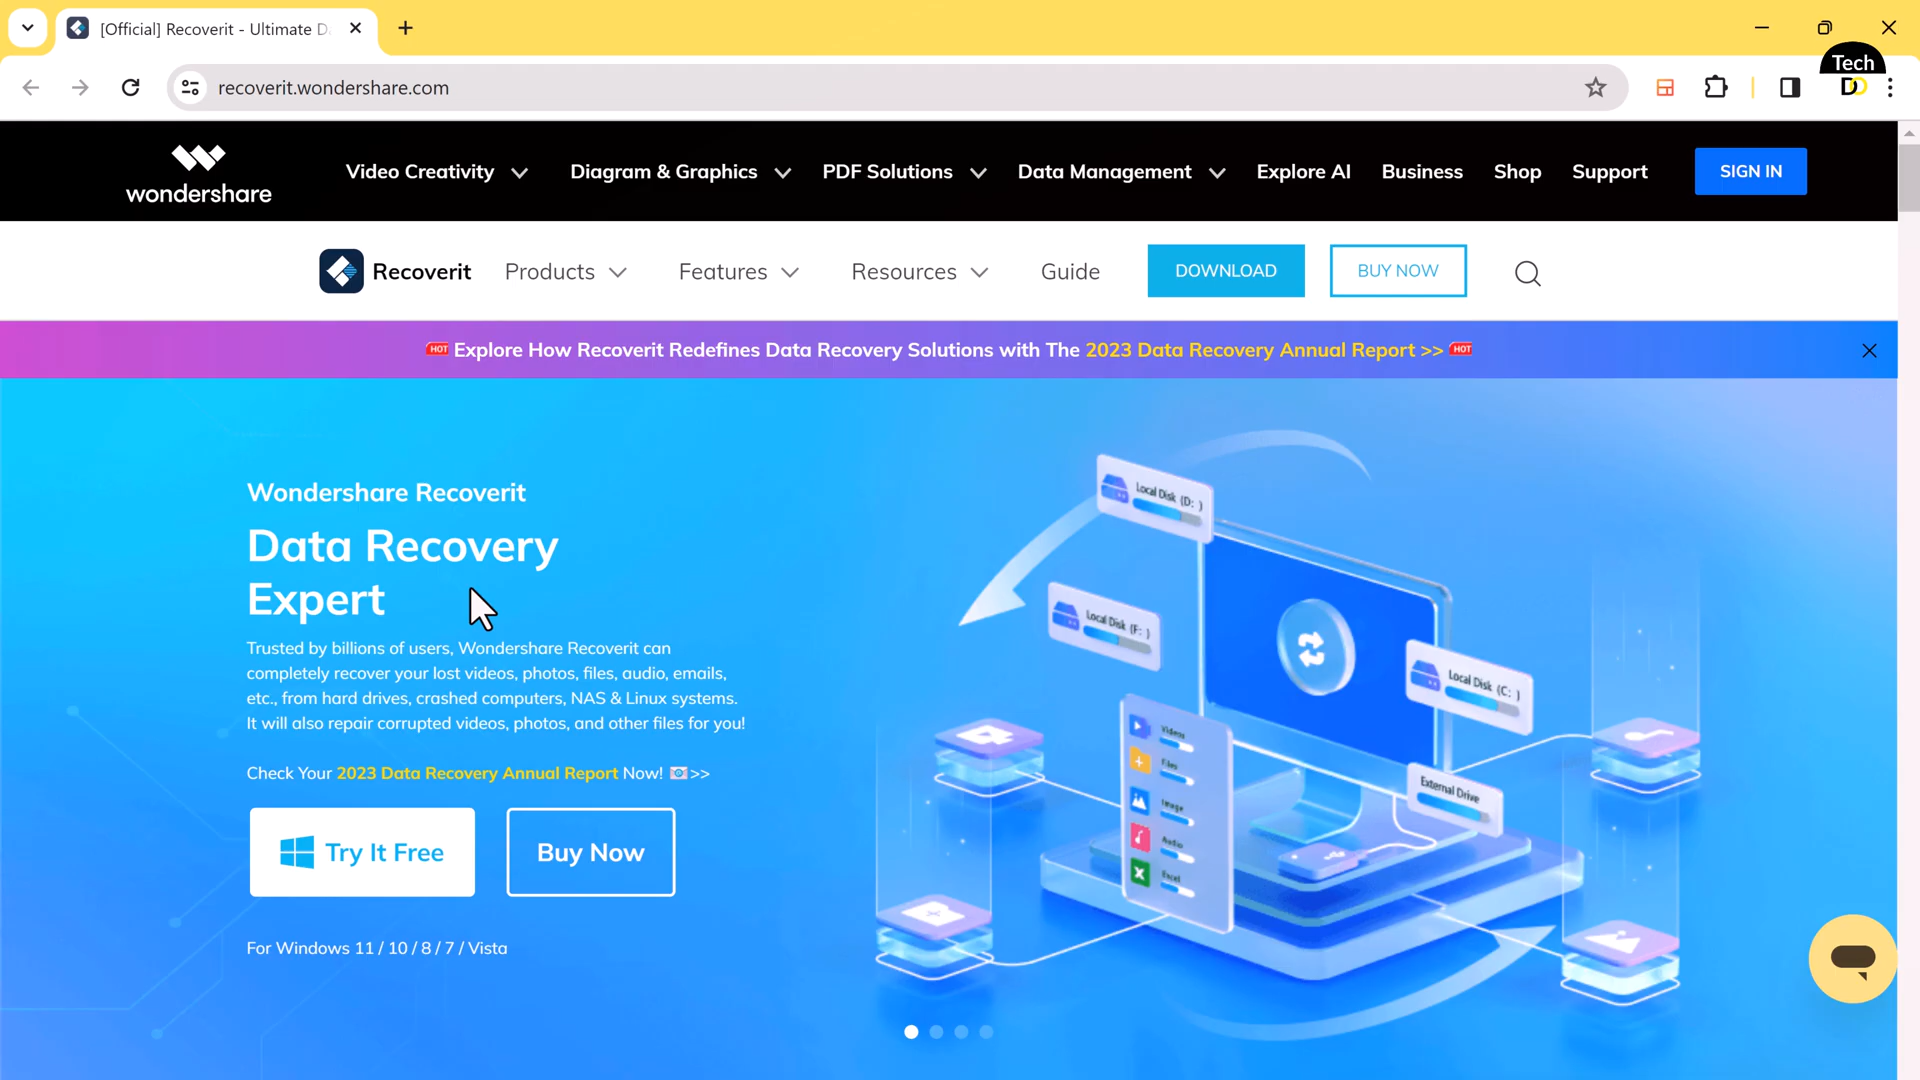 [Official] Recoverit - Ultimate D
Tech
DO
recoverit.wondershare.com
wondershare
Video Creativity
Diagram & Graphics
PDF Solutions
Data Management
Explore AI
Business
Shop
Support
SIGN IN
Recoverit
Products
Features
Resources
Guide
DOWNLOAD
BUY NOW
HOT Explore How Recoverit Redefines Data Recovery Solutions with The 2023 Data Recovery Annual Report >> HOT
Wondershare Recoverit
Data Recovery
Expert
Trusted by billions of users, Wondershare Recoverit can
completely recover your lost videos, photos, files, audio, emails,
etc., from hard drives, crashed computers, NAS & Linux systems.
It will also repair corrupted videos, photos, and other files for you!
Check Your 2023 Data Recovery Annual Report Now! >>
Try It Free
Buy Now
For Windows 11 / 10 / 8 / 7 / Vista
Local Disk (D: )
Local Disk (F: )
Local Disk (C: )
External Drive
Videos
Files
Image
Audio
Excel